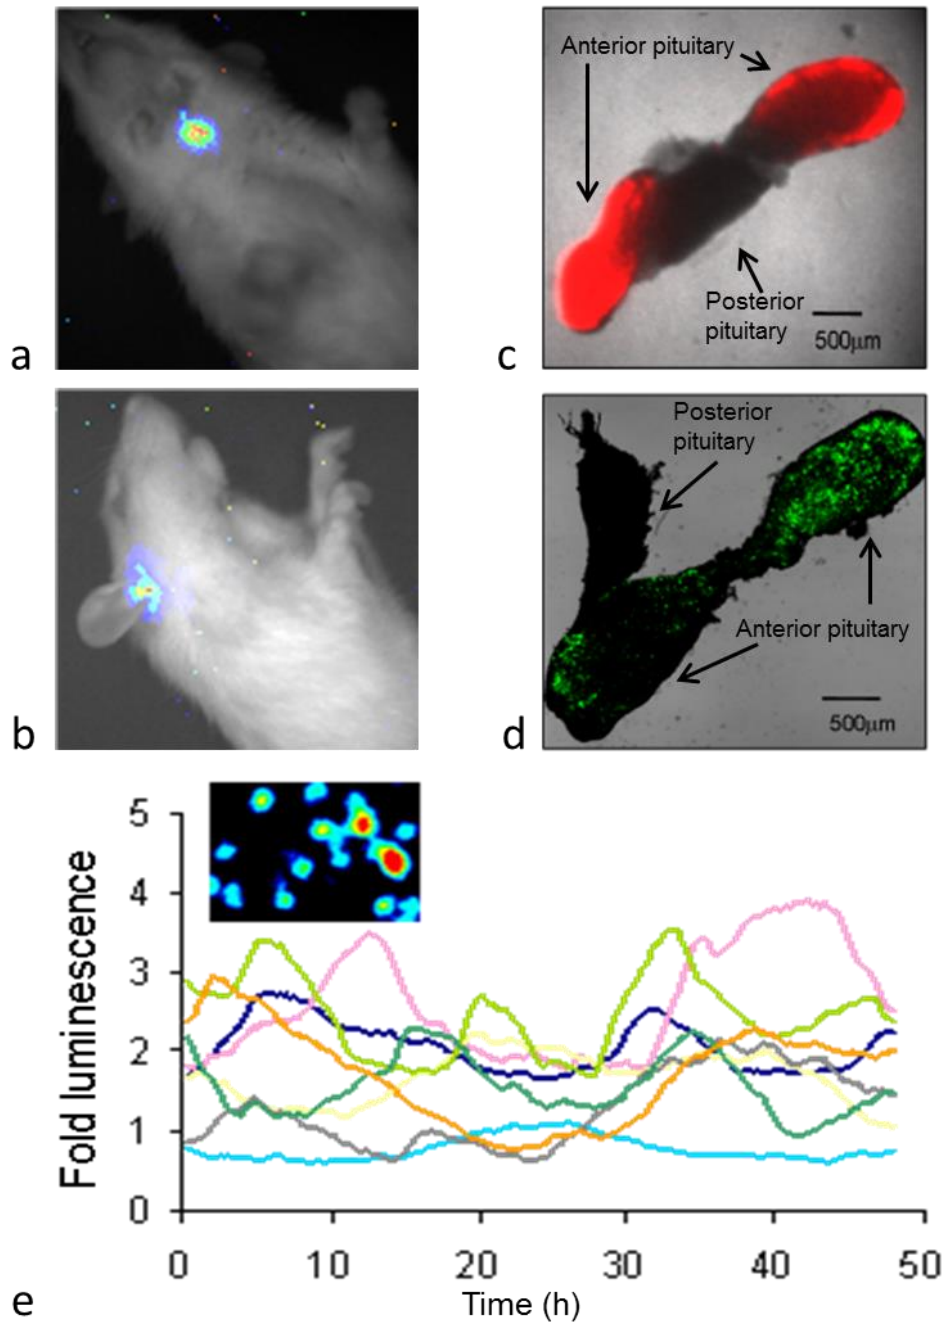 a
Anterior pituitary
Posterior
pituitary
500μm
c
b
Posterior
pituitary
Anterior pituitary
500μm
d
5
4
3
2
1
0
Fold luminescence
0 10 20 30 40 50
Time (h)
e